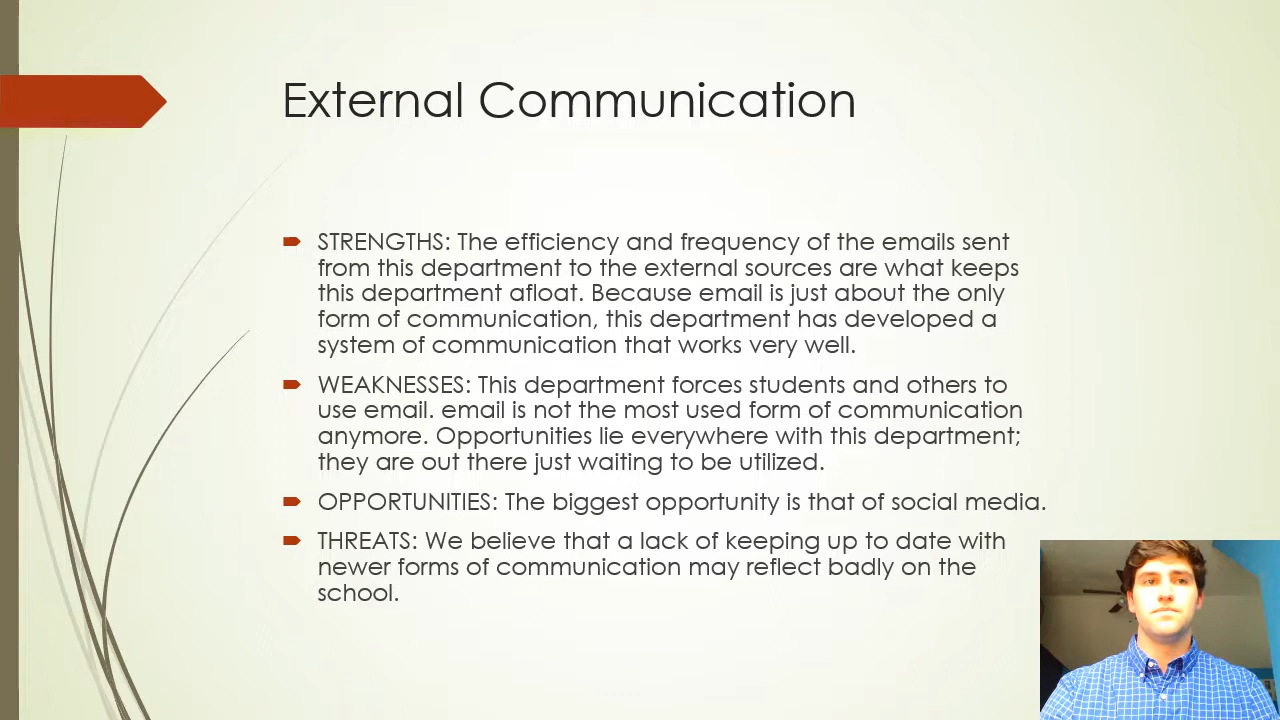 External Communication
STRENGTHS: The efficiency and frequency of the emails sent
from this department to the external sources are what keeps
this department afloat. Because email is just about the only
form of communication, this department has developed a
system of communication that works very well.
WEAKNESSES: This department forces students and others to
use email. email is not the most used form of communication
anymore. Opportunities lie everywhere with this department;
they are out there just waiting to be utilized.
OPPORTUNITIES: The biggest opportunity is that of social media.
THREATS: We believe that a lack of keeping up to date with
newer forms of communication may reflect badly on the
school.